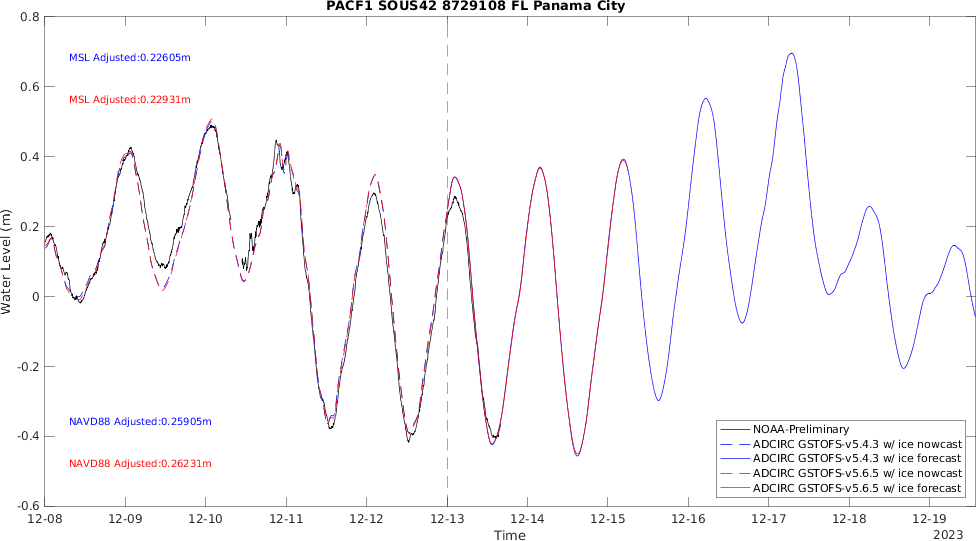 PACF1 SOUS42 8729108 FL Panama City
Water Level (m)
0.8
0.6
0.4
0.2
0
-0.2
-0.4
-0.6
MSL Adjusted:0.22605m
MSL Adjusted:0.22931m
NAVD88 Adjusted:0.25905m
NAVD88 Adjusted:0.26231m
NOAA-Preliminary
ADCIRC GSTOFS-v5.4.3 w/ ice nowcast
ADCIRC GSTOFS-v5.4.3 w/ ice forecast
ADCIRC GSTOFS-v5.6.5 w/ ice nowcast
ADCIRC GSTOFS-v5.6.5 w/ ice forecast
12-08 12-09 12-10 12-11 12-12 12-13 12-14 12-15 12-16 12-17 12-18 12-19
Time
2023